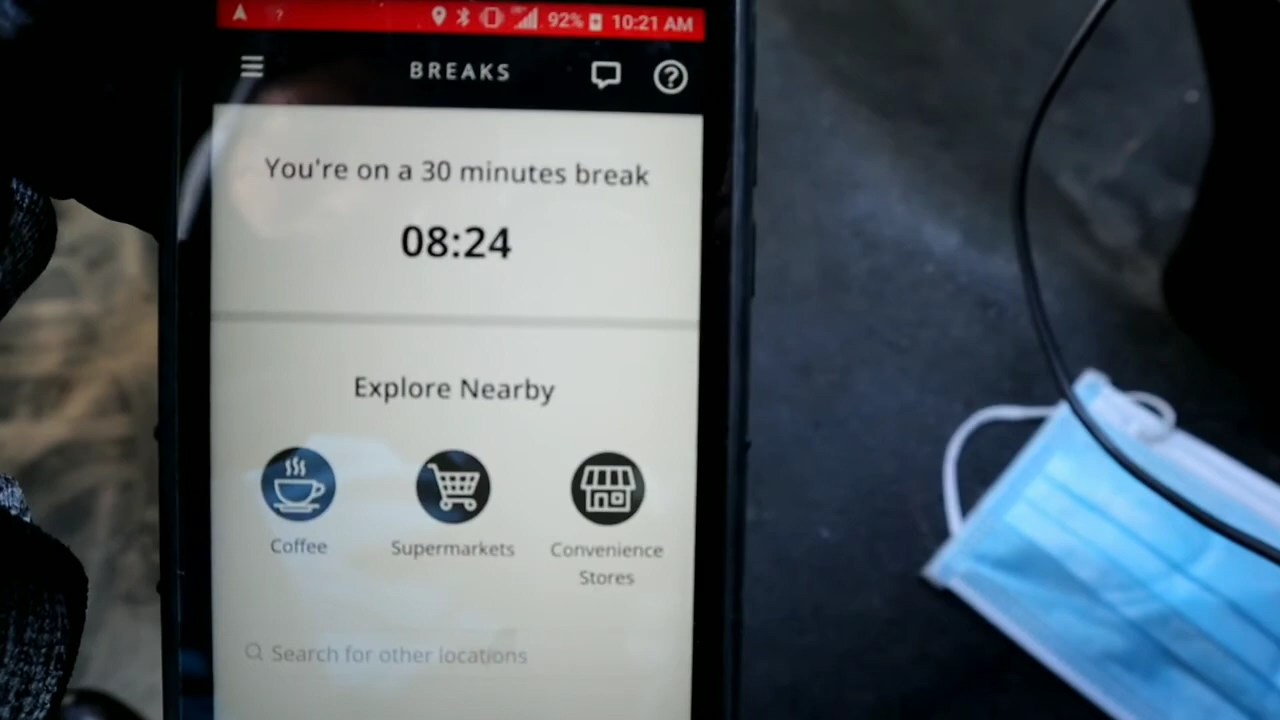 92% 10:21 AM
BREAKS
You're on a 30 minutes break
08:24
Explore Nearby
Coffee
Supermarkets
Convenience
Stores
Search for other locations